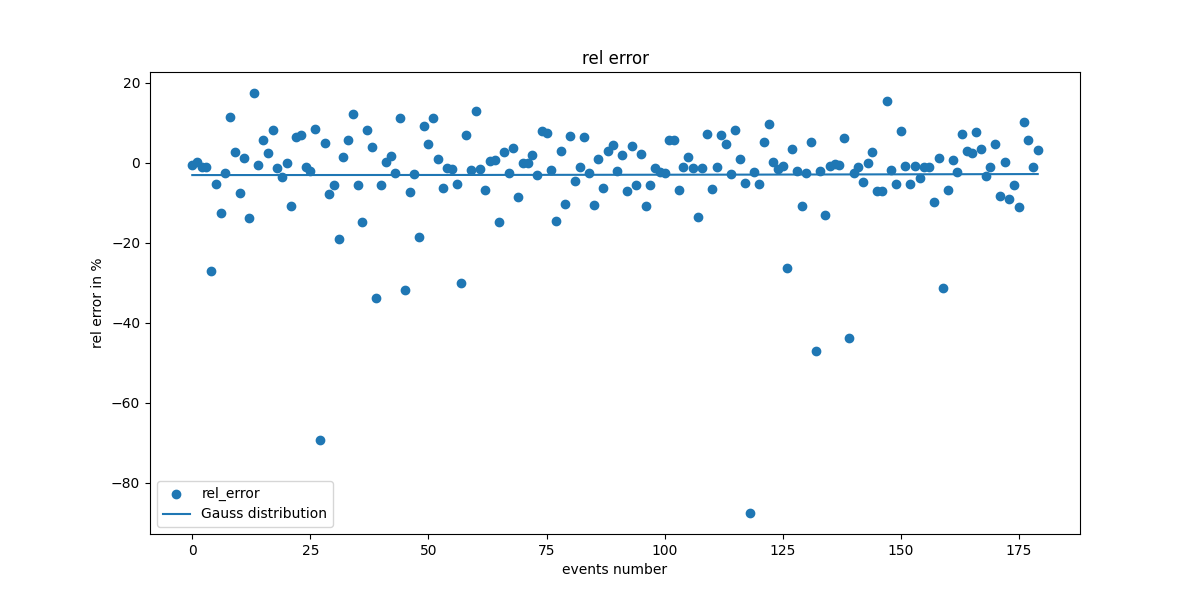 rel error
20
0
−20
−40
−60
−80
rel error in %
rel_error
Gauss distribution
0 25 50 75 100 125 150 175
events number